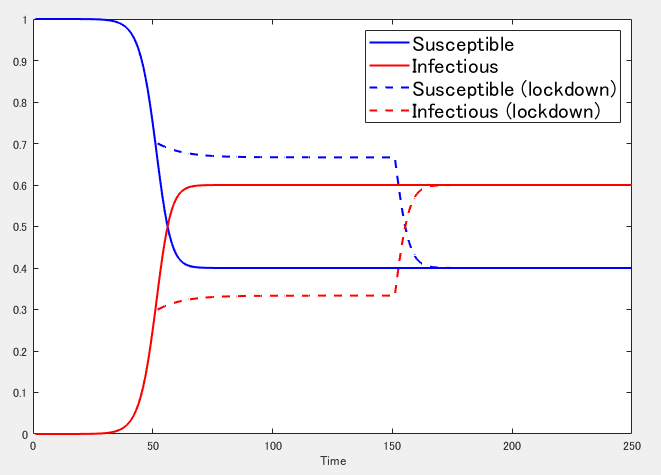 1
0.9
0.8
0.7
0.6
0.5
0.4
0.3
0.2
0.1
0
Susceptible
Infectious
Susceptible (lockdown)
Infectious (lockdown)
0 50 100 150 200 250
Time